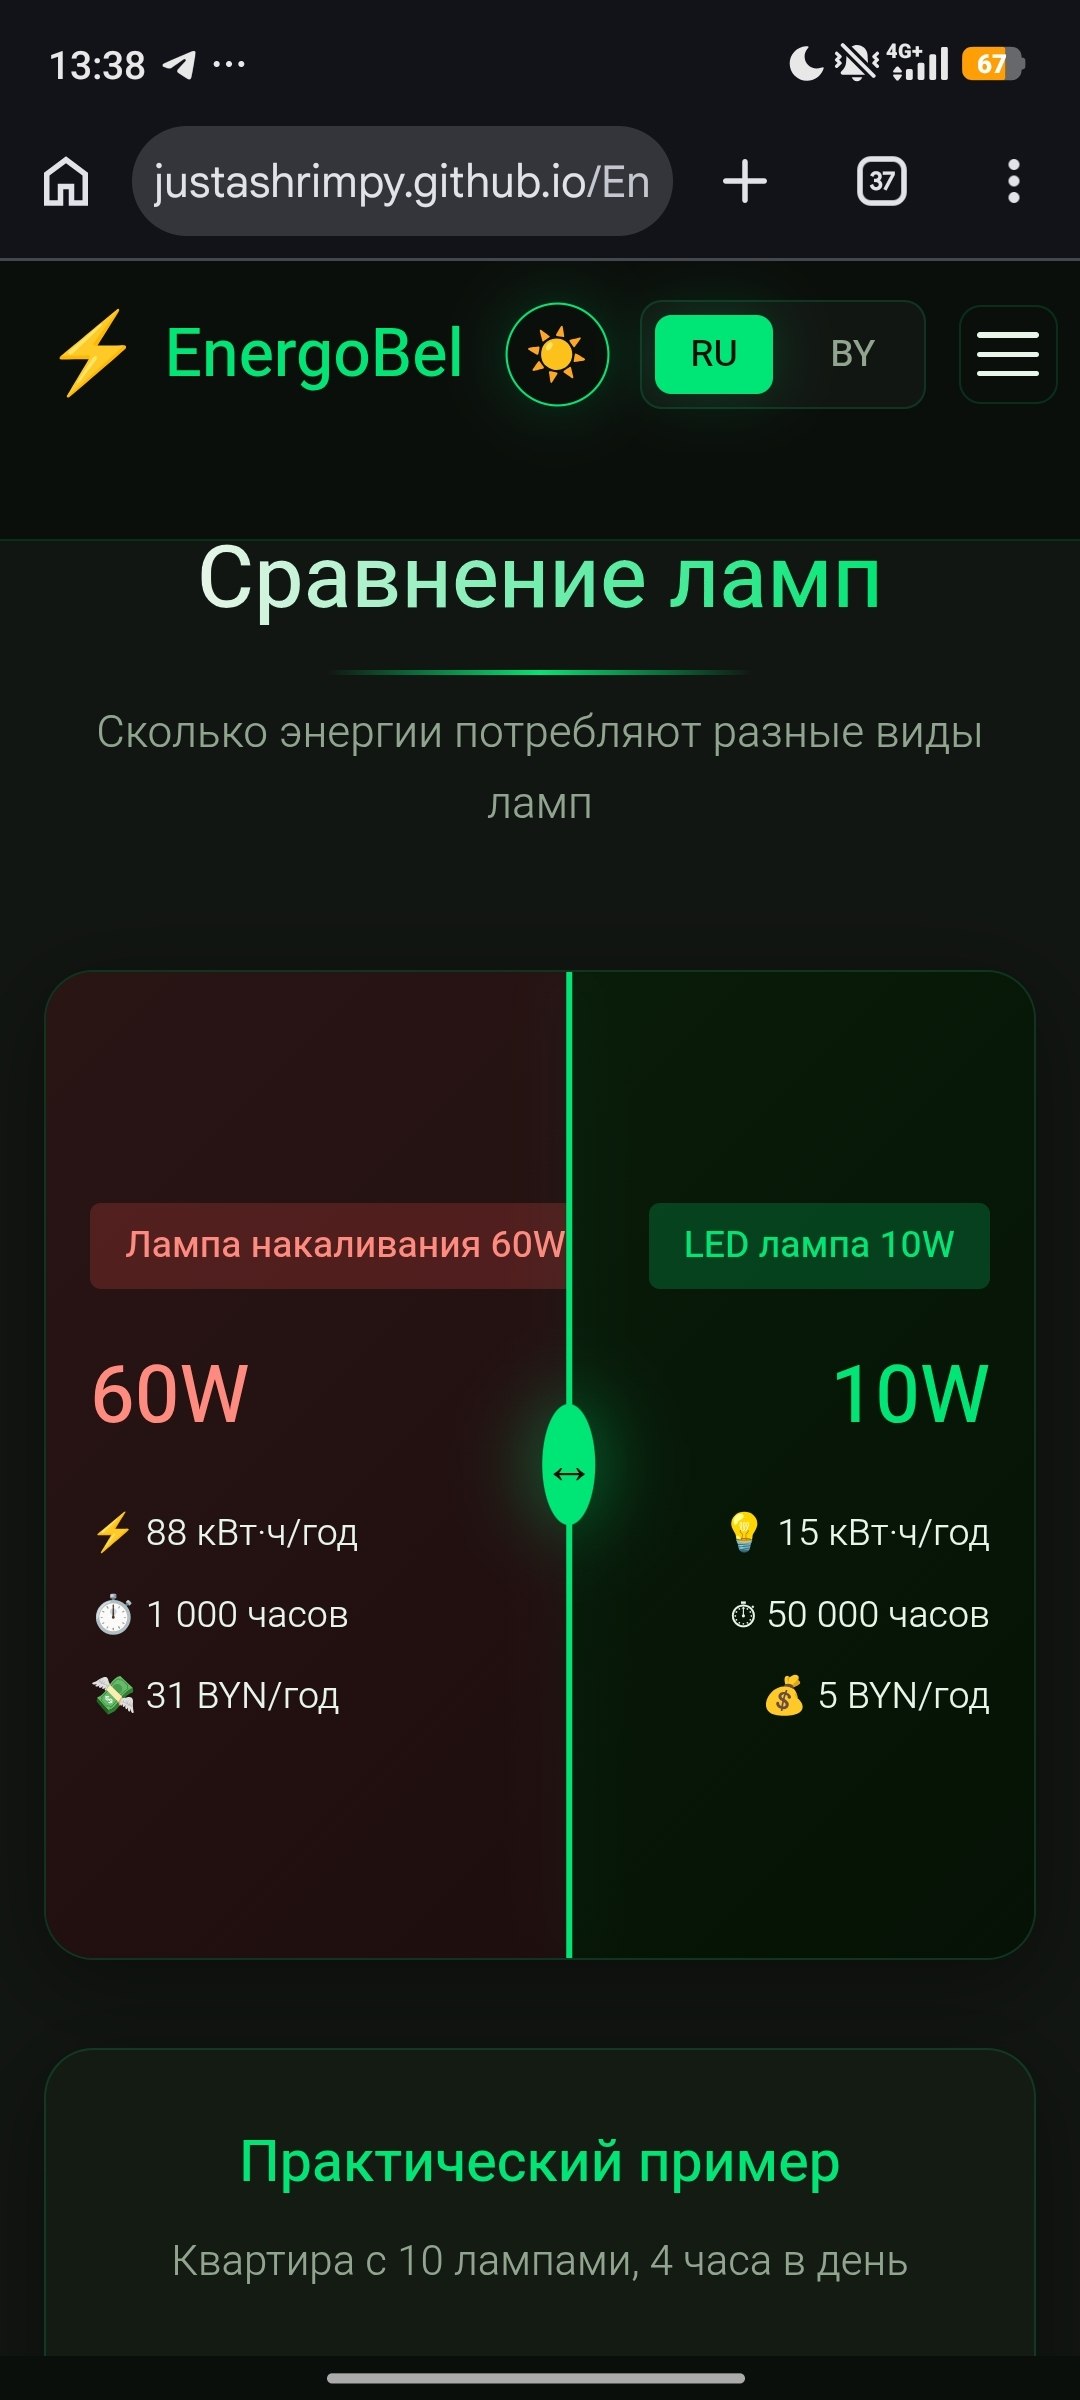 13:38
4G+
67
justashrimpy.github.io/En
37
EnergoBel
RU
BY
Сравнение ламп
Сколько энергии потребляют разные виды
ламп
Лампа накаливания 60W
LED лампа 10W
60W
10W
88 кВт·ч/год
15 кВт·ч/год
1 000 часов
50 000 часов
31 BYN/год
5 BYN/год
Практический пример
Квартира с 10 лампами, 4 часа в день